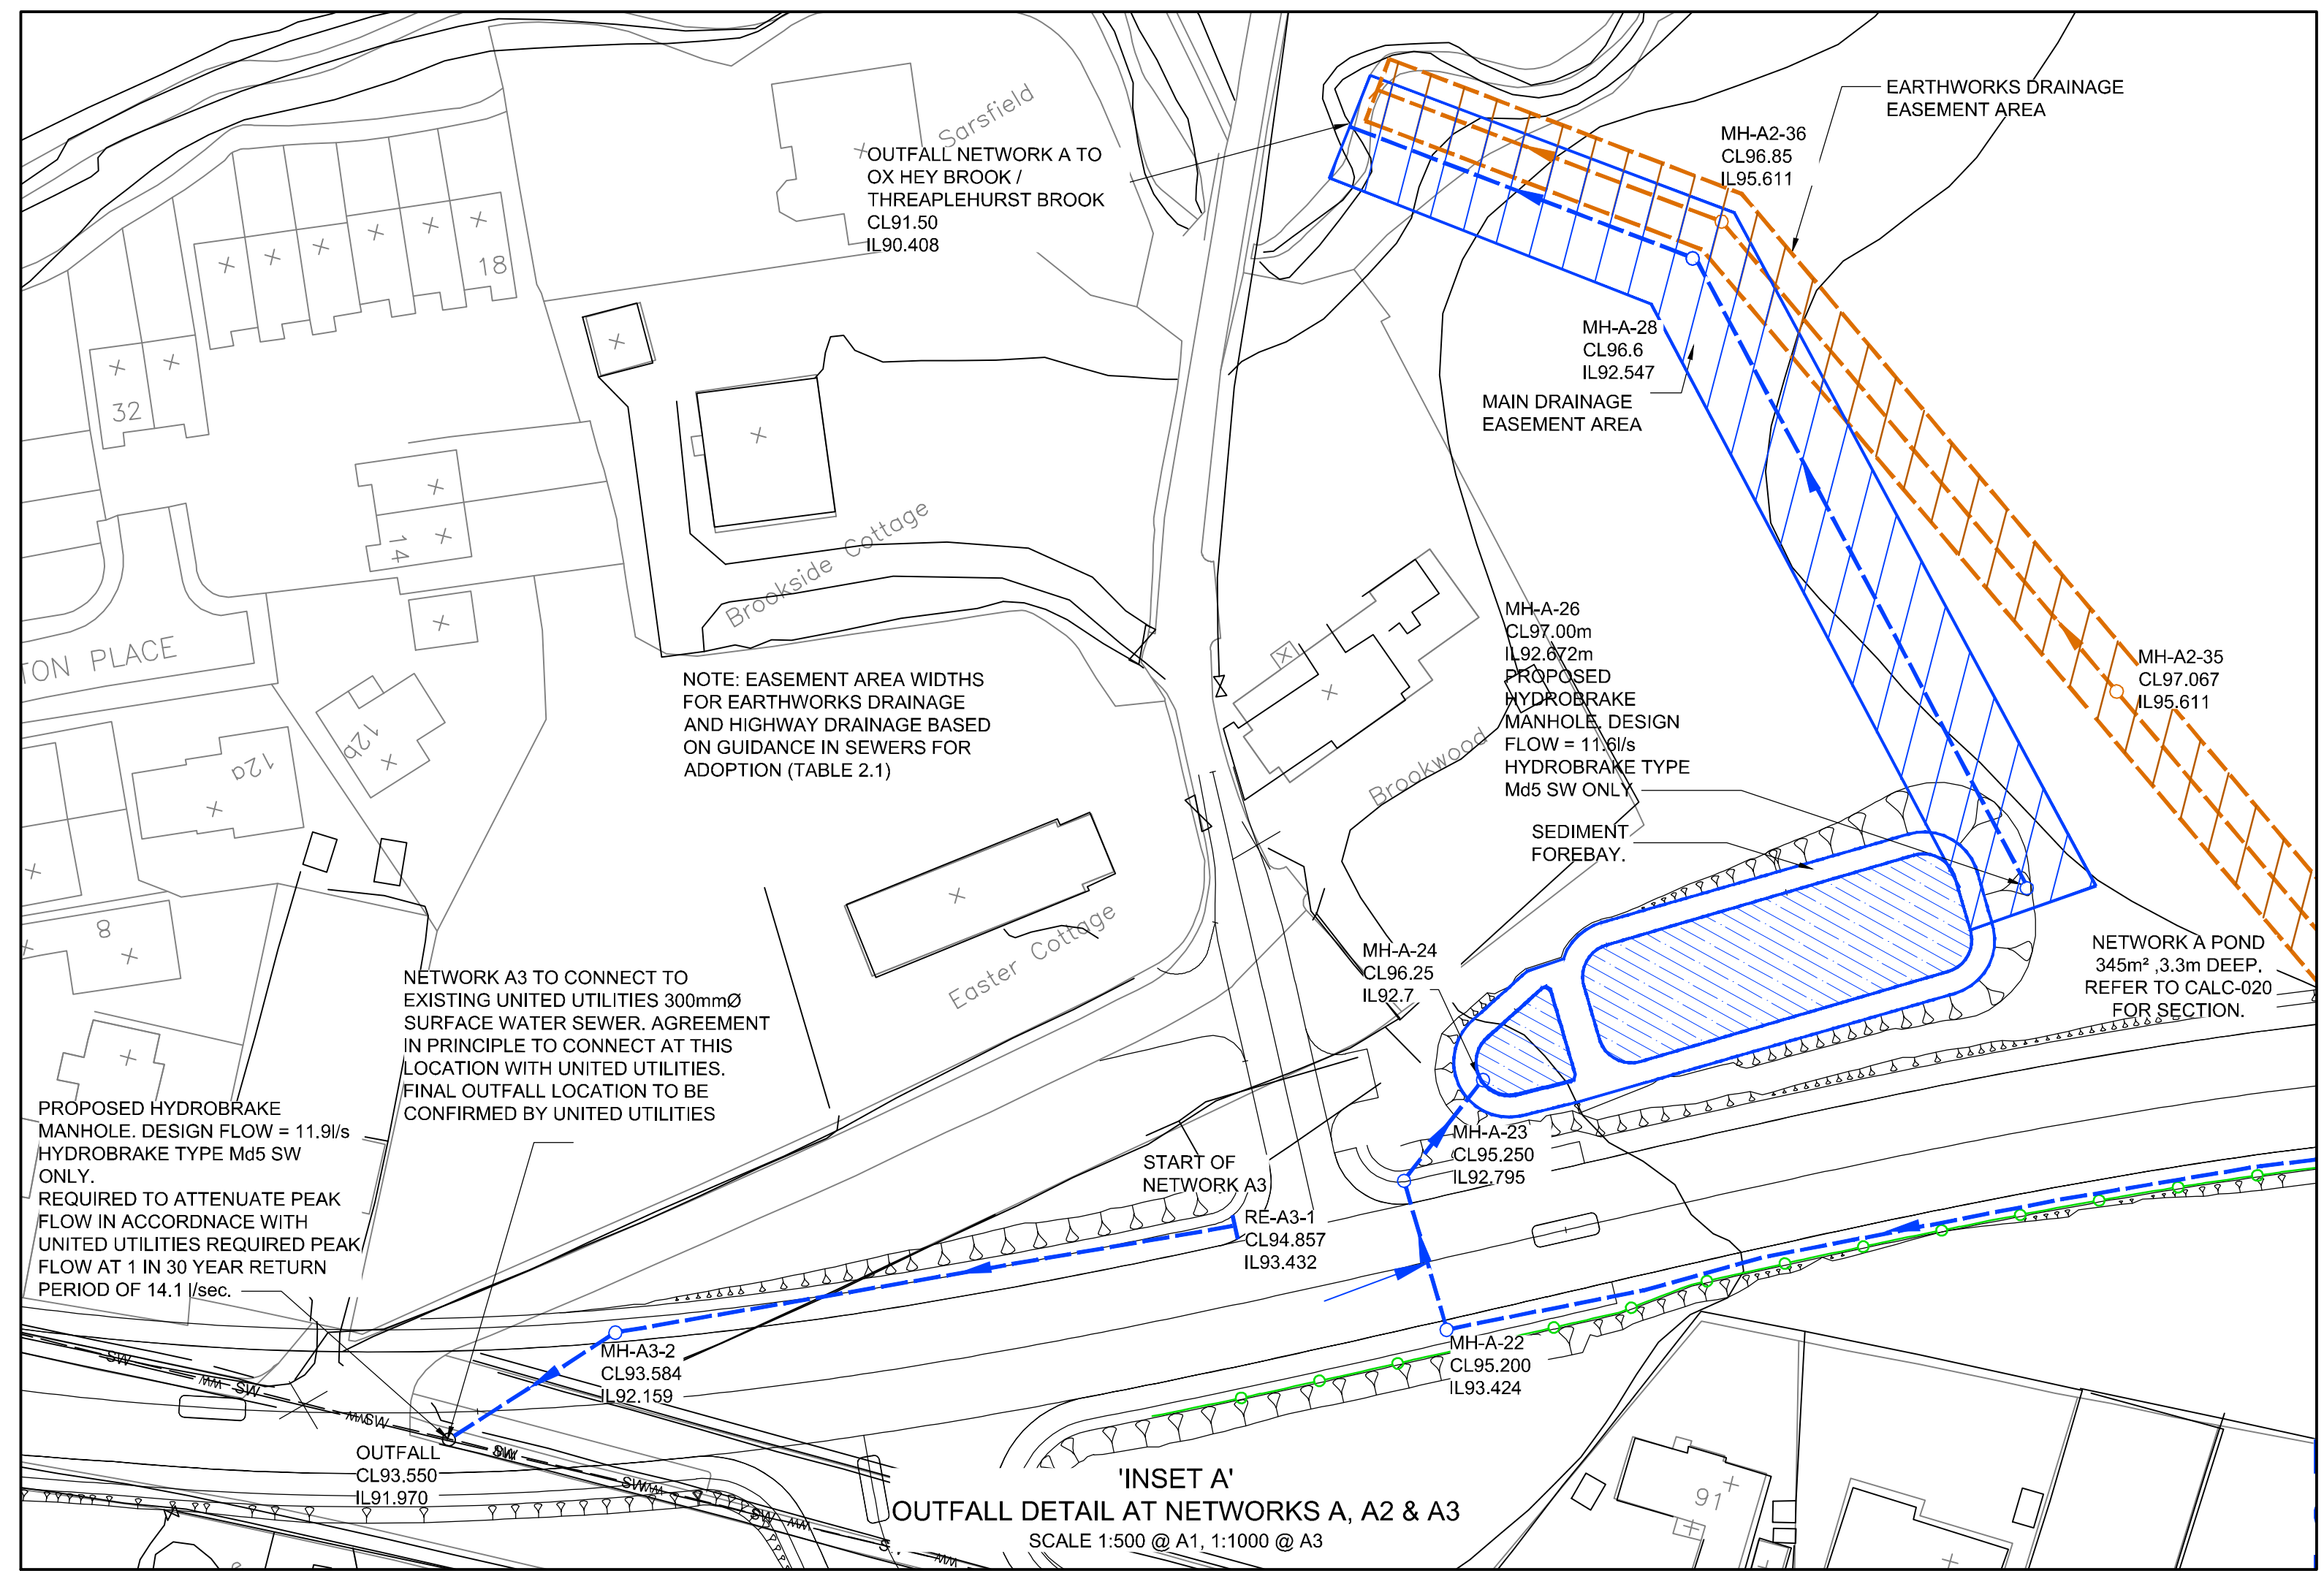 EARTHWORKS DRAINAGE
EASEMENT AREA
MH-A2-36
CL96.85
IL95.611
Sarsfield
OUTFALL NETWORK A TO
OX HEY BROOK /
THREAPLEHURST BROOK
CL91.50
IL90.408
18
32
MH-A-28
CL96.6
IL92.547
MAIN DRAINAGE
EASEMENT AREA
14
Brookside Cottage
TON PLACE
MH-A-26
CL97.00m
IL92.672m
PROPOSED
HYDROBRAKE
MANHOLE. DESIGN
FLOW = 11.6l/s
HYDROBRAKE TYPE
Md5 SW ONLY
MH-A2-35
CL97.067
IL95.611
NOTE: EASEMENT AREA WIDTHS
FOR EARTHWORKS DRAINAGE
AND HIGHWAY DRAINAGE BASED
ON GUIDANCE IN SEWERS FOR
ADOPTION (TABLE 2.1)
12b
12a
Brookwood
SEDIMENT
FOREBAY.
8
Easter Cottage
MH-A-24
CL96.25
IL92.7
NETWORK A POND
345m² ,3.3m DEEP.
REFER TO CALC-020
FOR SECTION.
NETWORK A3 TO CONNECT TO
EXISTING UNITED UTILITIES 300mmØ
SURFACE WATER SEWER. AGREEMENT
IN PRINCIPLE TO CONNECT AT THIS
LOCATION WITH UNITED UTILITIES.
FINAL OUTFALL LOCATION TO BE
CONFIRMED BY UNITED UTILITIES
PROPOSED HYDROBRAKE
MANHOLE. DESIGN FLOW = 11.9l/s
HYDROBRAKE TYPE Md5 SW
ONLY.
REQUIRED TO ATTENUATE PEAK
FLOW IN ACCORDNACE WITH
UNITED UTILITIES REQUIRED PEAK
FLOW AT 1 IN 30 YEAR RETURN
PERIOD OF 14.1 l/sec.
MH-A-23
CL95.250
IL92.795
START OF
NETWORK A3
RE-A3-1
CL94.857
IL93.432
MH-A3-2
CL93.584
IL92.159
MH-A-22
CL95.200
IL93.424
SW
SW
SW
SW
SW
SW
OUTFALL
CL93.550
IL91.970
91
'INSET A'
OUTFALL DETAIL AT NETWORKS A, A2 & A3
SCALE 1:500 @ A1, 1:1000 @ A3